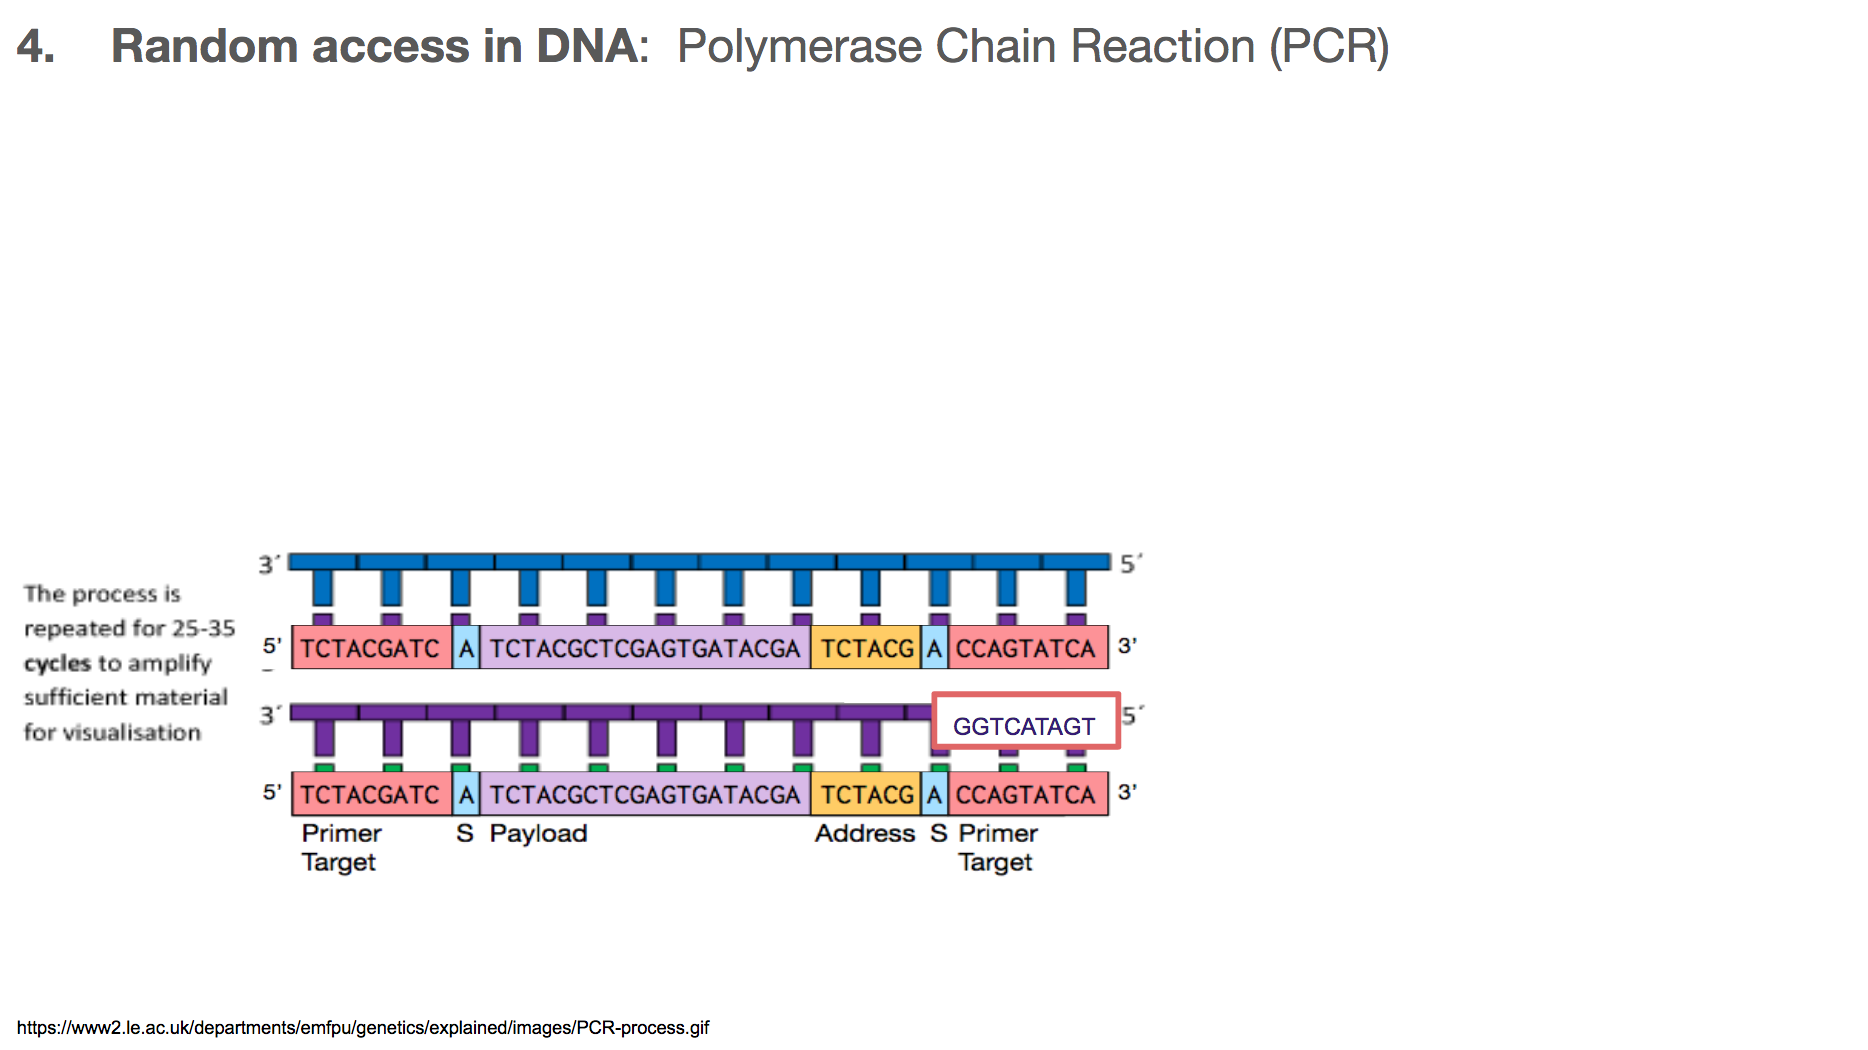 4. Random access in DNA: Polymerase Chain Reaction (PCR)
The process is
repeated for 25-35
cycles to amplify
sufficient material
for visualisation
3´ 5´
5' TCTACGATC A TCTACGCTCGAGTGATACGA TCTACG A CCAGTATCA 3'
3´ GGTCATAGT 5´
5' TCTACGATC A TCTACGCTCGAGTGATACGA TCTACG A CCAGTATCA 3'
Primer S Payload Address S Primer
Target Target
https://www2.le.ac.uk/departments/emfpu/genetics/explained/images/PCR-process.gif